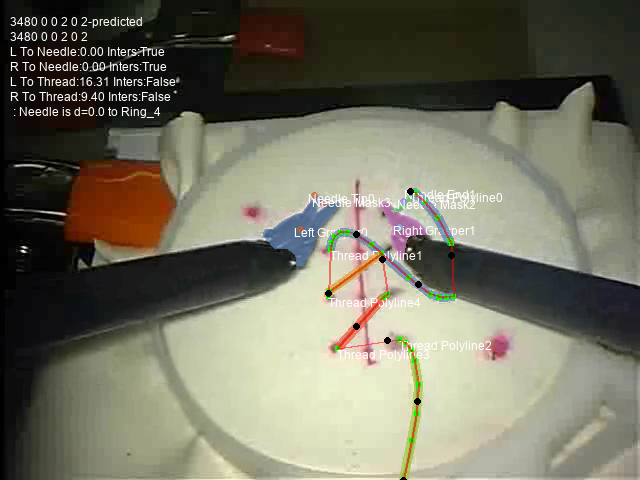 3480 0 0 2 0 2-predicted
3480 0 0 2 0 2
L To Needle:0.00 Inters:True
R To Needle:0.00 Inters:True
L To Thread:16.31 Inters:False
R To Thread:9.40 Inters:False
: Needle is d=0.0 to Ring_4
Needle Tip0
Needle End1
Thread Polyline0
Needle Mask3
Needle Mask2
Right Grasper1
Thread Polyline1
Thread Polyline4
Thread Polyline2
Thread Polyline3